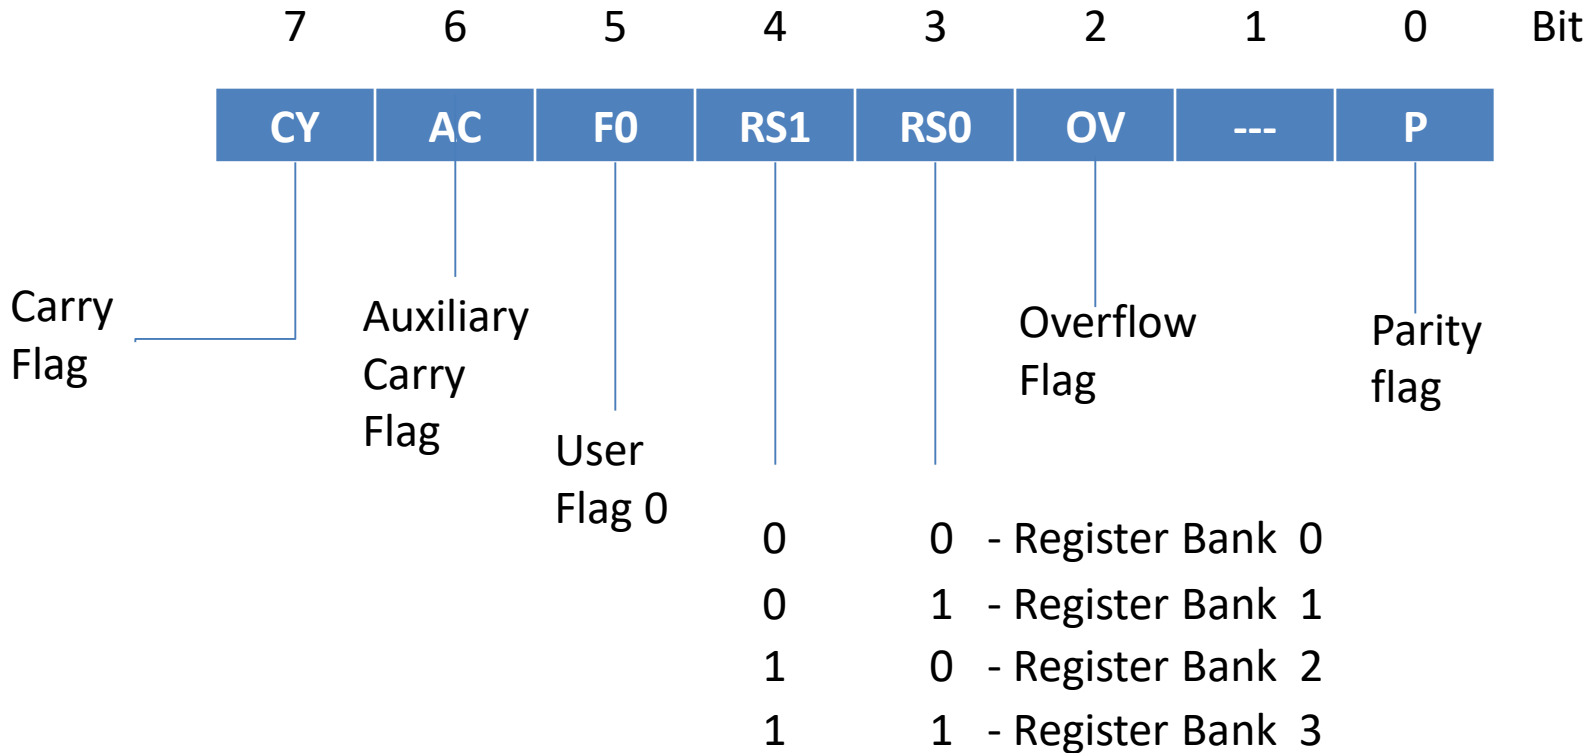 7 6 5 4 3 2 1 0 Bit
CY AC F0 RS1 RS0 OV --- P
Carry
Flag
Auxiliary
Carry
Flag
User
Flag 0
Overflow
Flag
Parity
flag
0 0 - Register Bank 0
0 1 - Register Bank 1
1 0 - Register Bank 2
1 1 - Register Bank 3